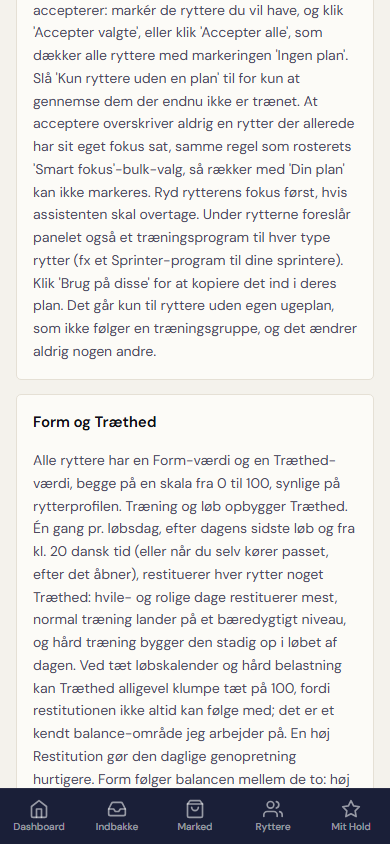 accepterer: markér de ryttere du vil have, og klik
'Accepter valgte', eller klik 'Accepter alle', som
dækker alle ryttere med markeringen 'Ingen plan'.
Slå 'Kun ryttere uden en plan' til for kun at
gennemse dem der endnu ikke er trænet. At
acceptere overskriver aldrig en rytter der allerede
har sit eget fokus sat, samme regel som rosterets
'Smart fokus'-bulk-valg, så rækker med 'Din plan'
kan ikke markeres. Ryd rytterens fokus først, hvis
assistenten skal overtage. Under rytterne foreslår
panelet også et træningsprogram til hver type
rytter (fx et Sprinter-program til dine sprintere).
Klik 'Brug på disse' for at kopiere det ind i deres
plan. Det går kun til ryttere uden egen ugeplan,
som ikke følger en træningsgruppe, og det ændrer
aldrig nogen andre.
Form og Træthed
Alle ryttere har en Form-værdi og en Træthed-
værdi, begge på en skala fra 0 til 100, synlige på
rytterprofilen. Træning og løb opbygger Træthed.
Én gang pr. løbsdag, efter dagens sidste løb og fra
kl. 20 dansk tid (eller når du selv kører passet,
efter det åbner), restituerer hver rytter noget
Træthed: hvile- og rolige dage restituerer mest,
normal træning lander på et bæredygtigt niveau,
og hård træning bygger den stadig op i løbet af
dagen. Ved tæt løbskalender og hård belastning
kan Træthed alligevel klumpe tæt på 100, fordi
restitutionen ikke altid kan følge med; det er et
kendt balance-område jeg arbejder på. En høj
Restitution gør den daglige genopretning
hurtigere. Form følger balancen mellem de to: høj
Dashboard
Indbakke
Marked
Ryttere
Mit Hold